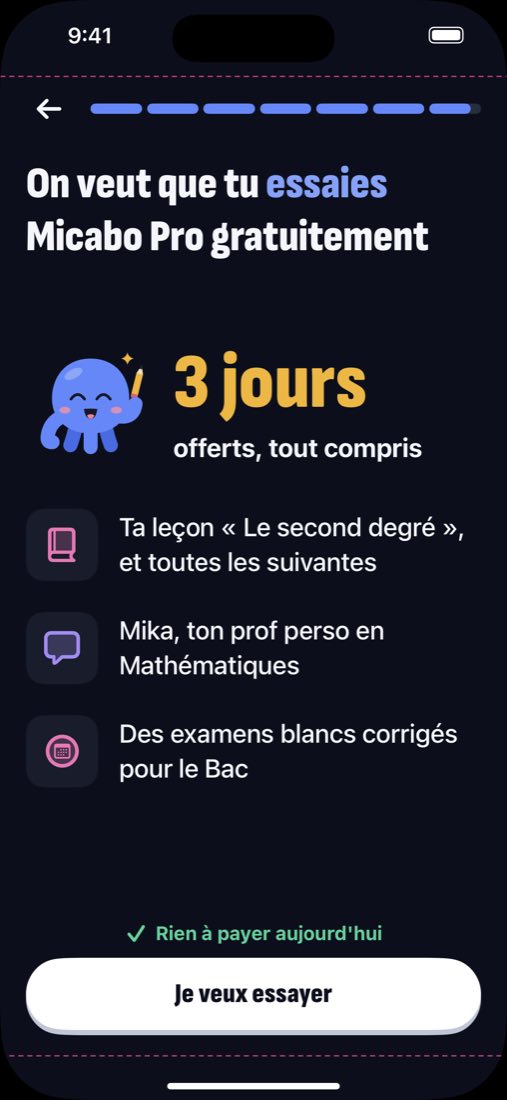 9:41
On veut que tu essaies
Micabo Pro gratuitement
3 jours
offerts, tout compris
Ta leçon « Le second degré »,
et toutes les suivantes
Mika, ton prof perso en
Mathématiques
Des examens blancs corrigés
pour le Bac
Rien à payer aujourd'hui
Je veux essayer